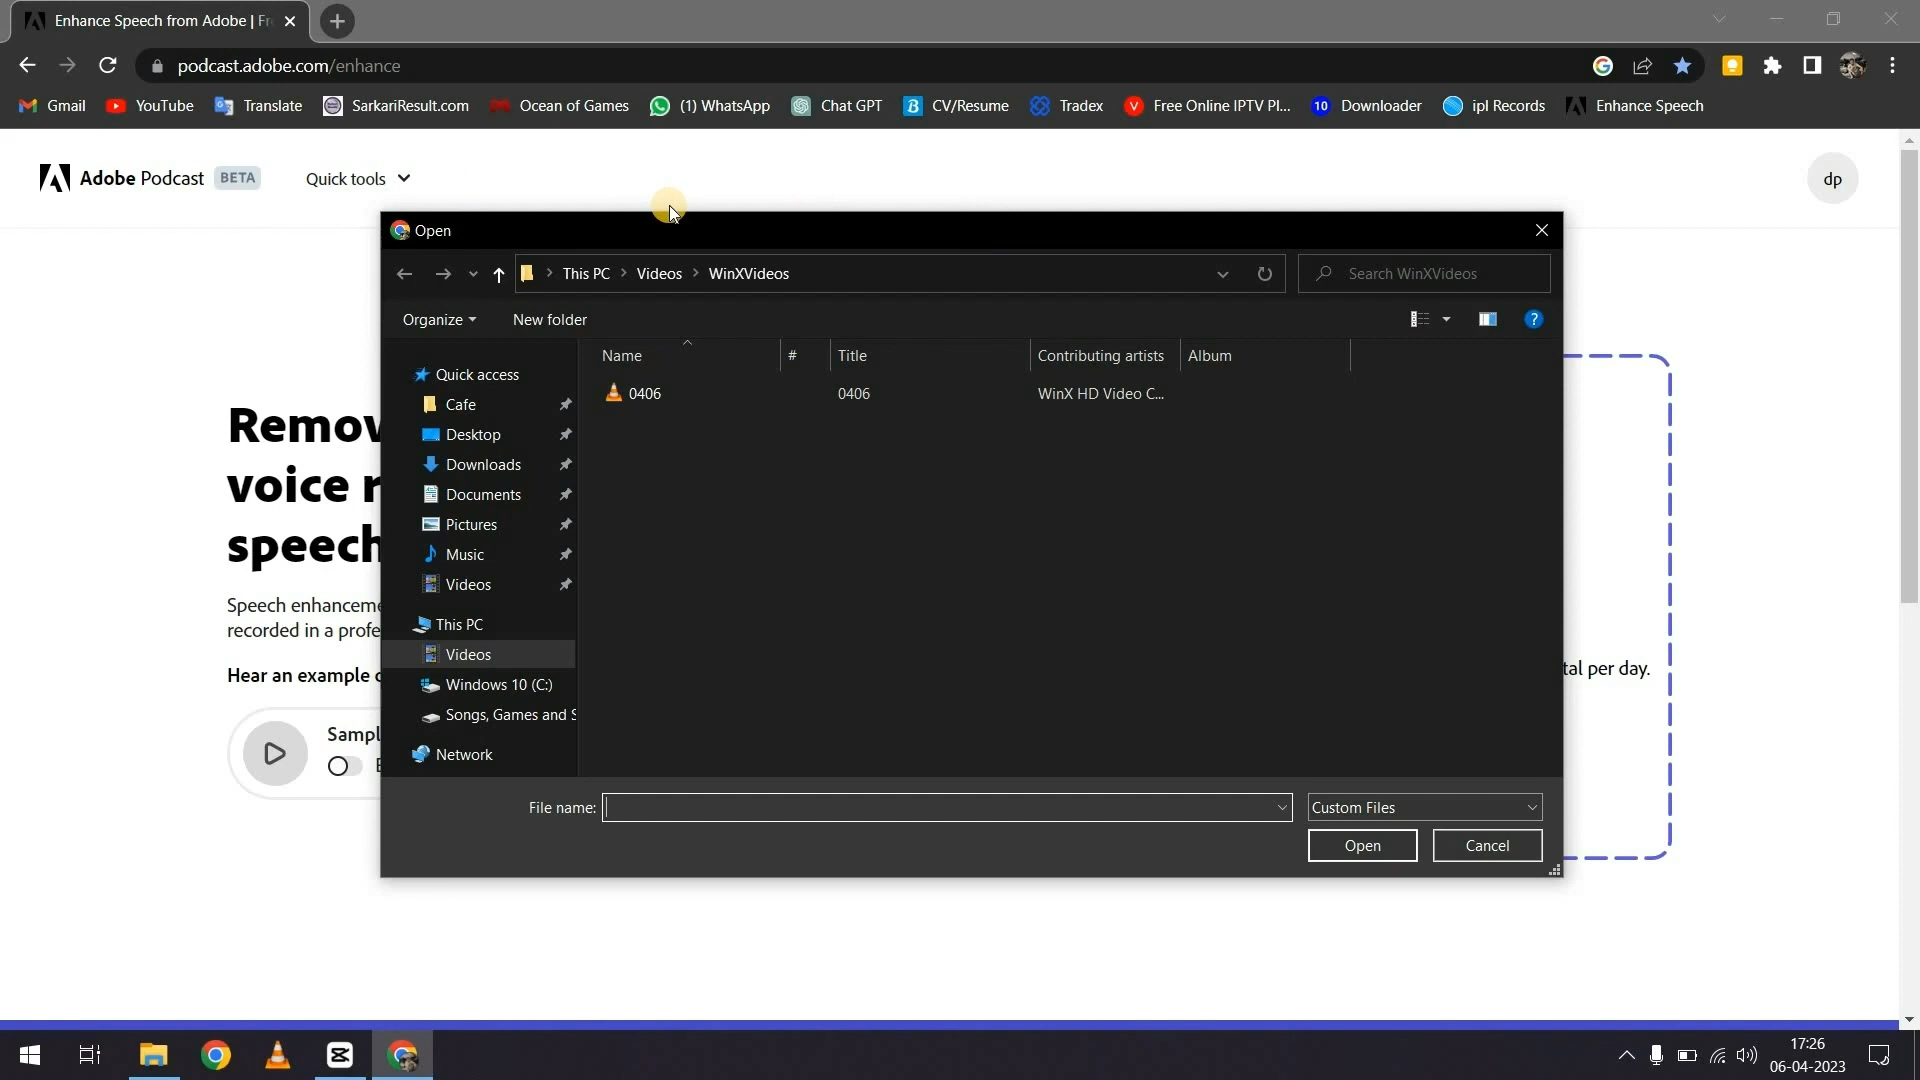 Enhance Speech from Adobe | Fr
podcast.adobe.com/enhance
Gmail
YouTube
Translate
SarkariResult.com
Ocean of Games
(1) WhatsApp
Chat GPT
CV/Resume
Tradex
Free Online IPTV Pl...
10 Downloader
ipl Records
Enhance Speech
Adobe Podcast BETA
Quick tools
dp
Open
This PC > Videos > WinXVideos
Search WinXVideos
Organize
New folder
Name # Title Contributing artists Album
0406 0406 WinX HD Video C...
Quick access
Cafe
Desktop
Downloads
Documents
Pictures
Music
Videos
This PC
Videos
Windows 10 (C:)
Songs, Games and S
Network
File name:
Custom Files
Open
Cancel
Remov
voice r
speech
Speech enhanceme
recorded in a profe
Hear an example
Sampl
tal per day.
17:26
06-04-2023